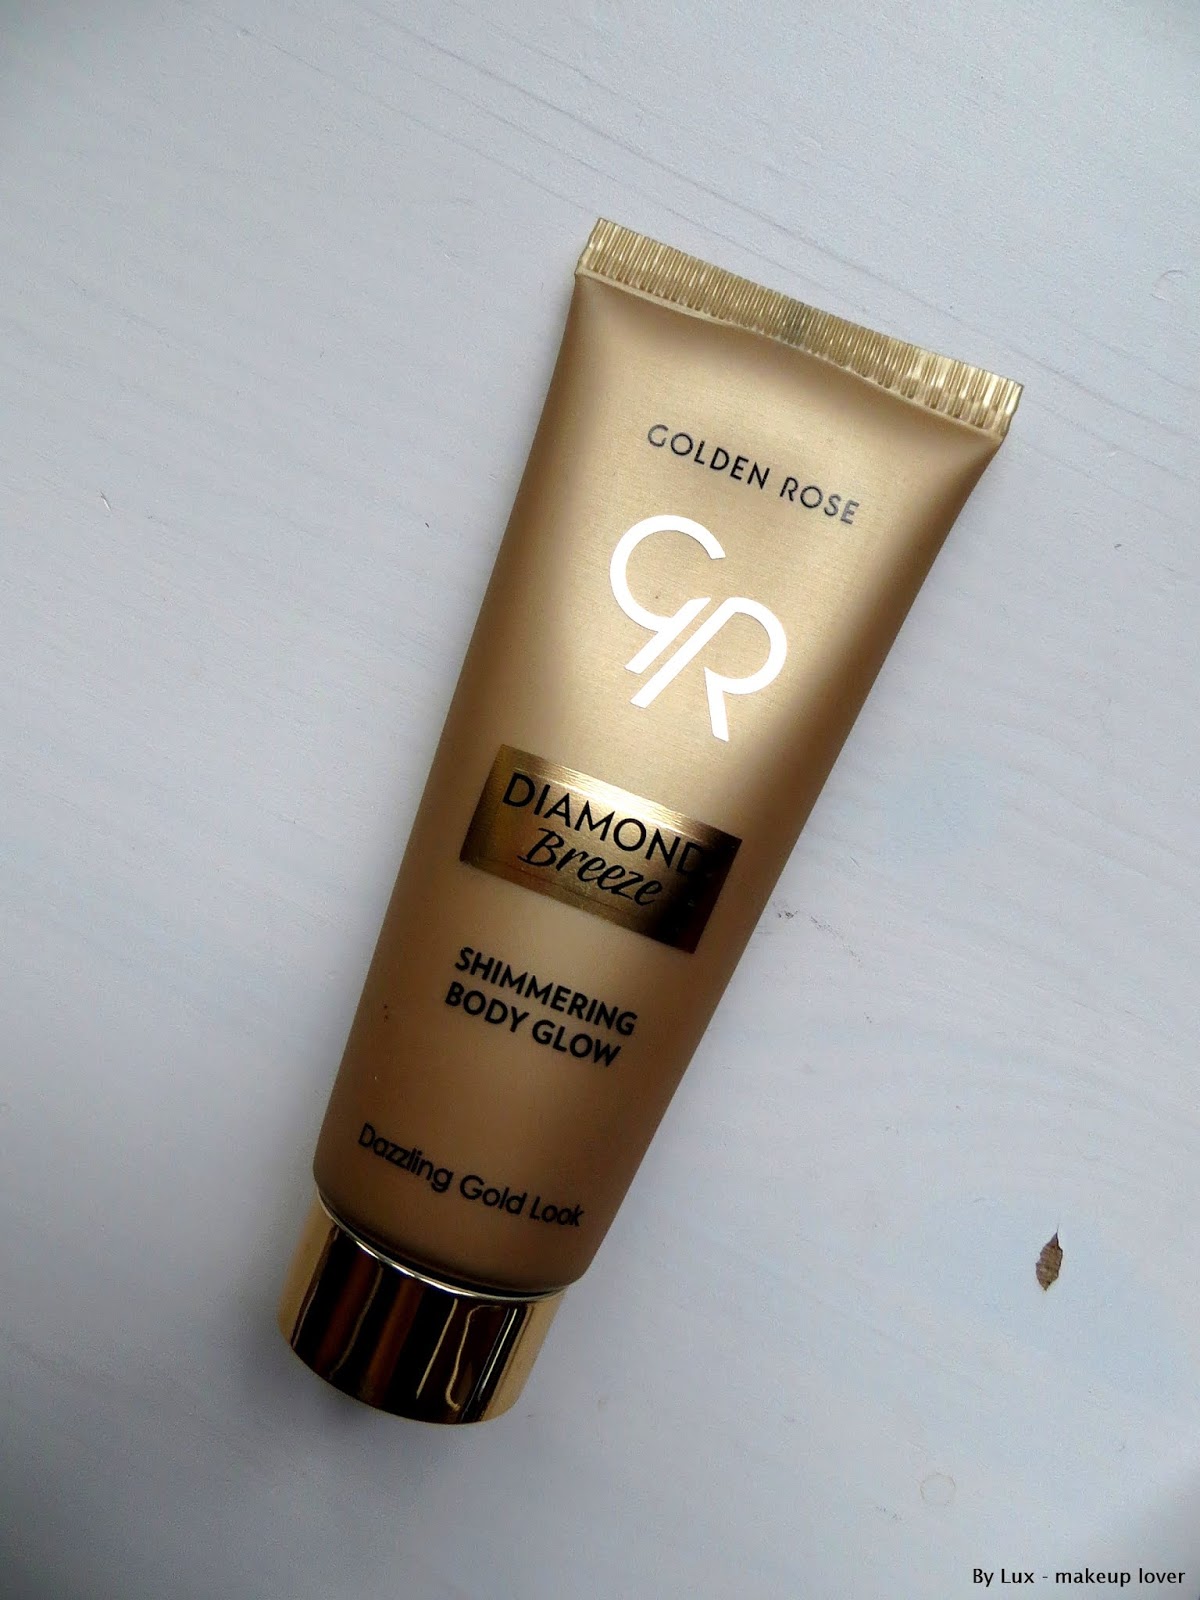 GOLDEN ROSE
GR
DIAMOND
Breeze
SHIMMERING
BODY GLOW
Dazzling Gold Look
By Lux - makeup lover